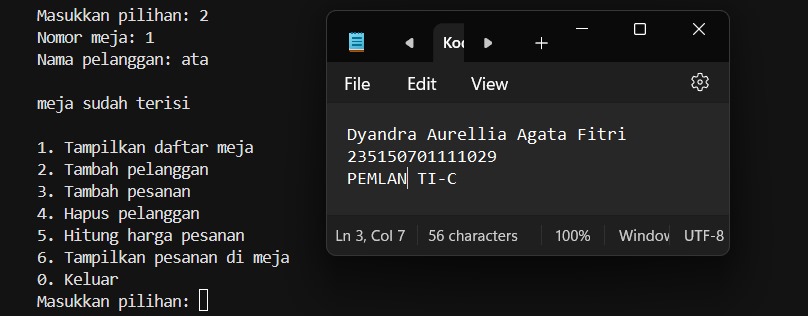 Masukkan pilihan: 2
Nomor meja: 1
Nama pelanggan: ata
meja sudah terisi
1. Tampilkan daftar meja
2. Tambah pelanggan
3. Tambah pesanan
4. Hapus pelanggan
5. Hitung harga pesanan
6. Tampilkan pesanan di meja
0. Keluar
Masukkan pilihan:
File Edit View
Dyandra Aurellia Agata Fitri
235150701111029
PEMLAN TI-C
Ln 3, Col 7 56 characters 100% Window UTF-8